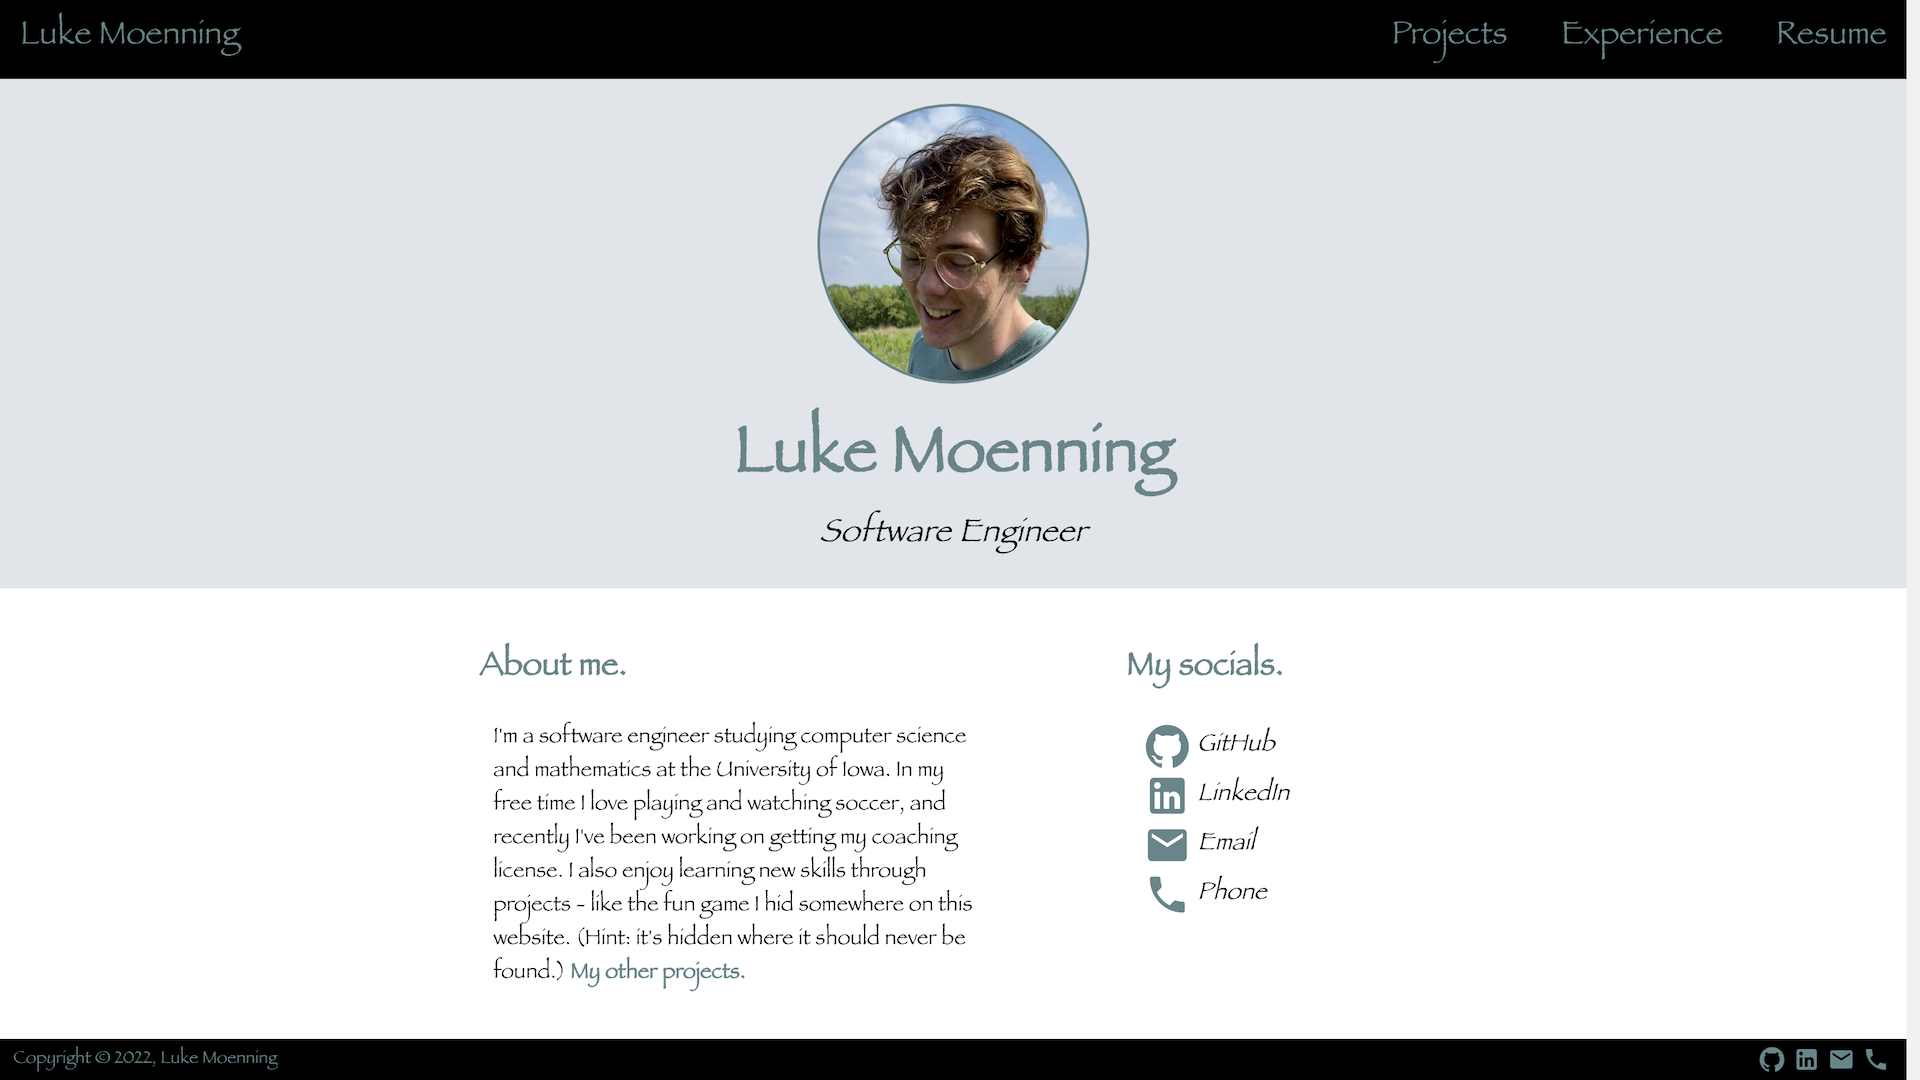 Luke Moenning
Projects
Experience
Resume
Luke Moenning
Software Engineer
About me.
I'm a software engineer studying computer science
and mathematics at the University of Iowa. In my
free time I love playing and watching soccer, and
recently I've been working on getting my coaching
license. I also enjoy learning new skills through
projects - like the fun game I hid somewhere on this
website. (Hint: it's hidden where it should never be
found.) My other projects.
My socials.
GitHub
LinkedIn
Email
Phone
Copyright © 2022, Luke Moenning